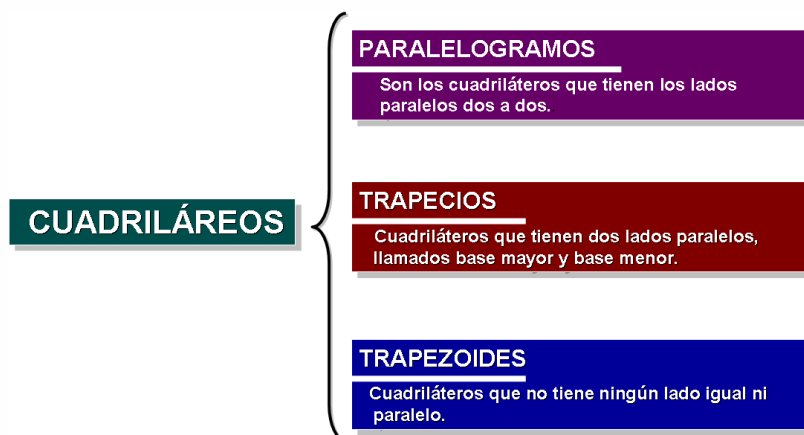 PARALELOGRAMOS
Son los cuadriláteros que tienen los lados
paralelos dos a dos.
CUADRILÁREOS
TRAPECIOS
Cuadriláteros que tienen dos lados paralelos,
llamados base mayor y base menor.
TRAPEZOIDES
Cuadriláteros que no tiene ningún lado igual ni
paralelo.